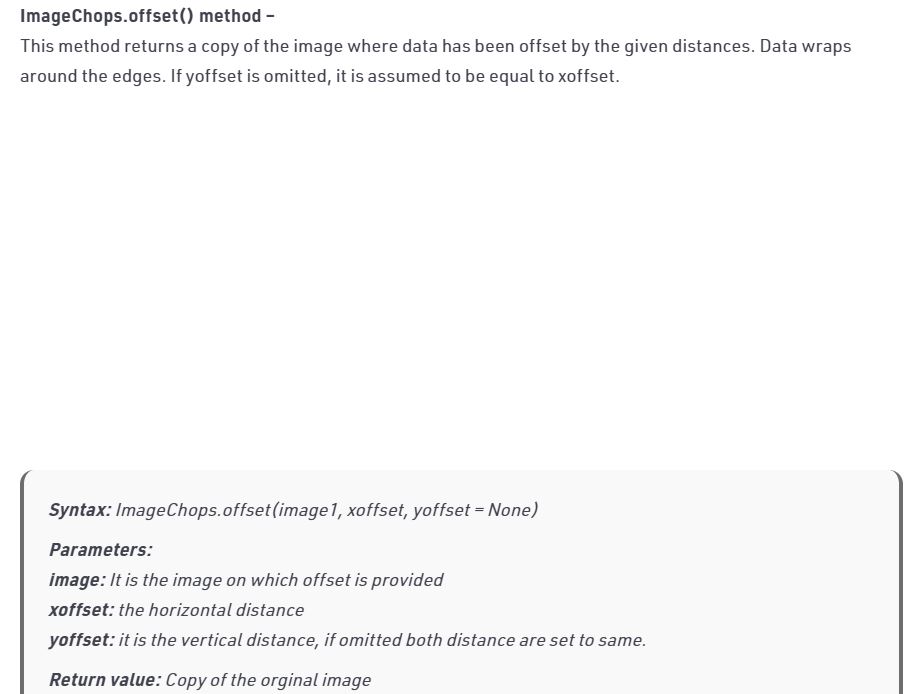 ImageChops.offset() method –
This method returns a copy of the image where data has been offset by the given distances. Data wraps
around the edges. If yoffset is omitted, it is assumed to be equal to xoffset.
Syntax: ImageChops.offset(image1, xoffset, yoffset = None)
Parameters:
image: It is the image on which offset is provided
xoffset: the horizontal distance
yoffset: it is the vertical distance, if omitted both distance are set to same.
Return value: Copy of the orginal image